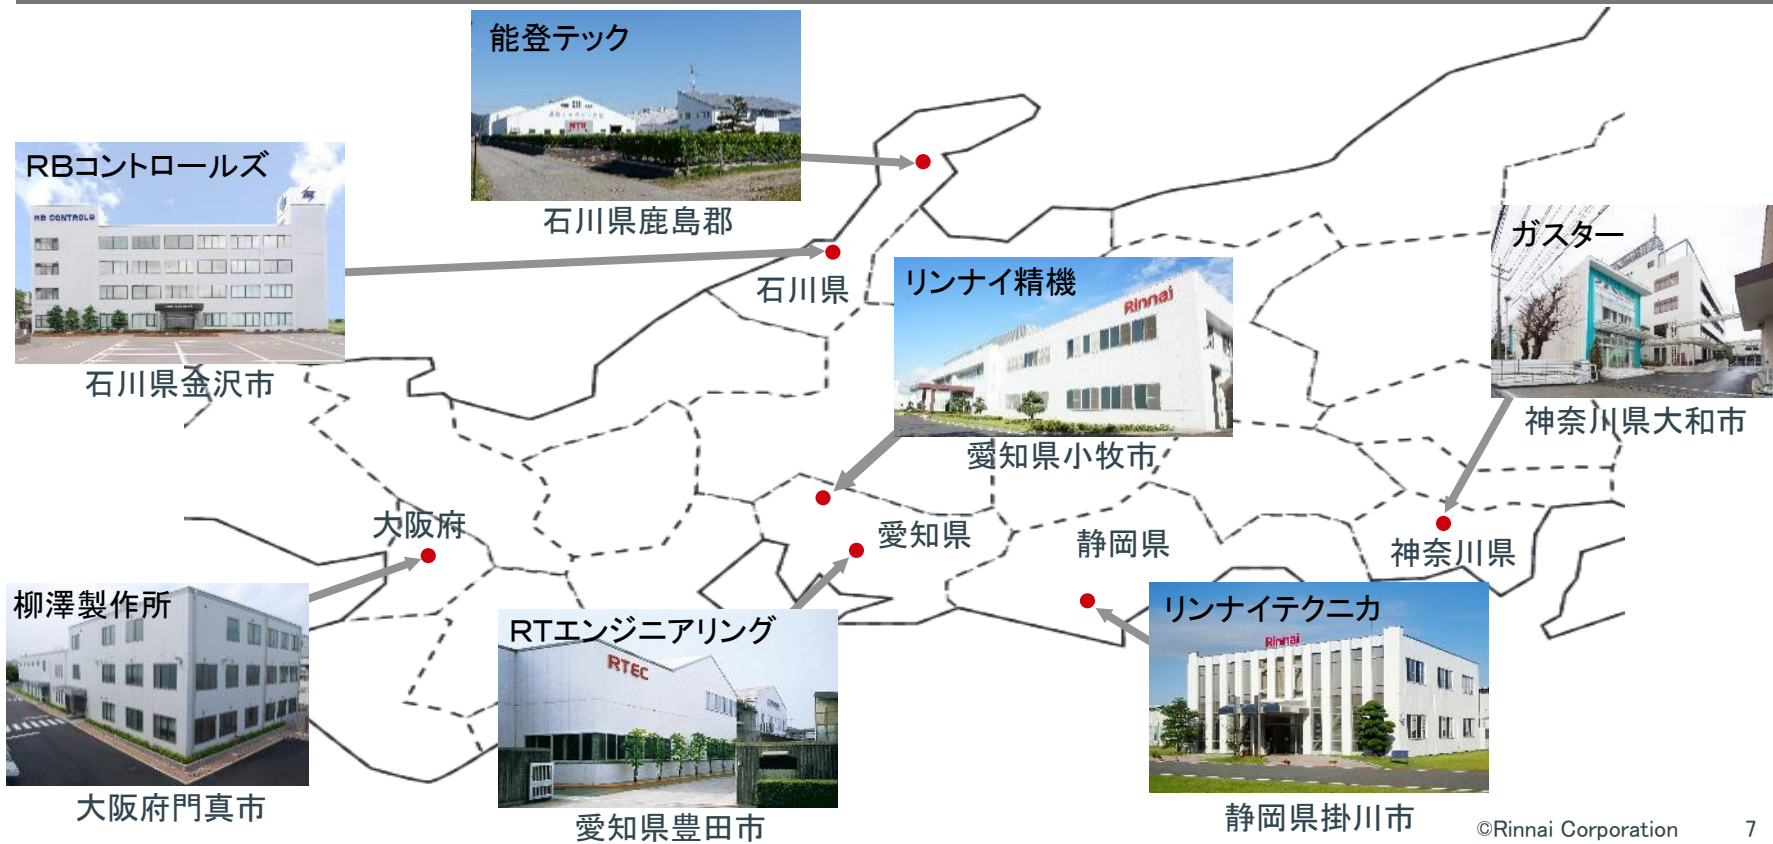 能登テック
石川県鹿島郡
RBコントロールズ
RB CONTROLS
石川県金沢市
石川県
リンナイ精機
Rinnai
愛知県小牧市
ガスター
神奈川県大和市
大阪府
愛知県
静岡県
神奈川県
柳澤製作所
大阪府門真市
RTエンジニアリング
RTEC
愛知県豊田市
リンナイテクニカ
Rinnai
静岡県掛川市
©Rinnai Corporation
7